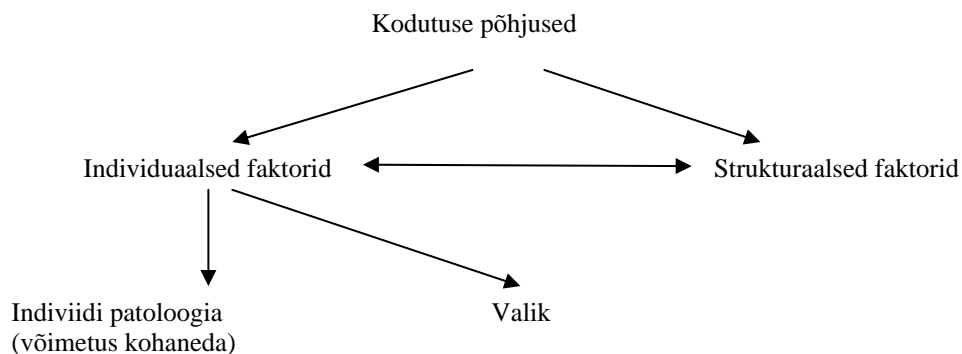 Kodutuse põhjused
Individuaalsed faktorid
Strukturaalsed faktorid
Indiviidi patoloogia
(võimetus kohaneda)
Valik